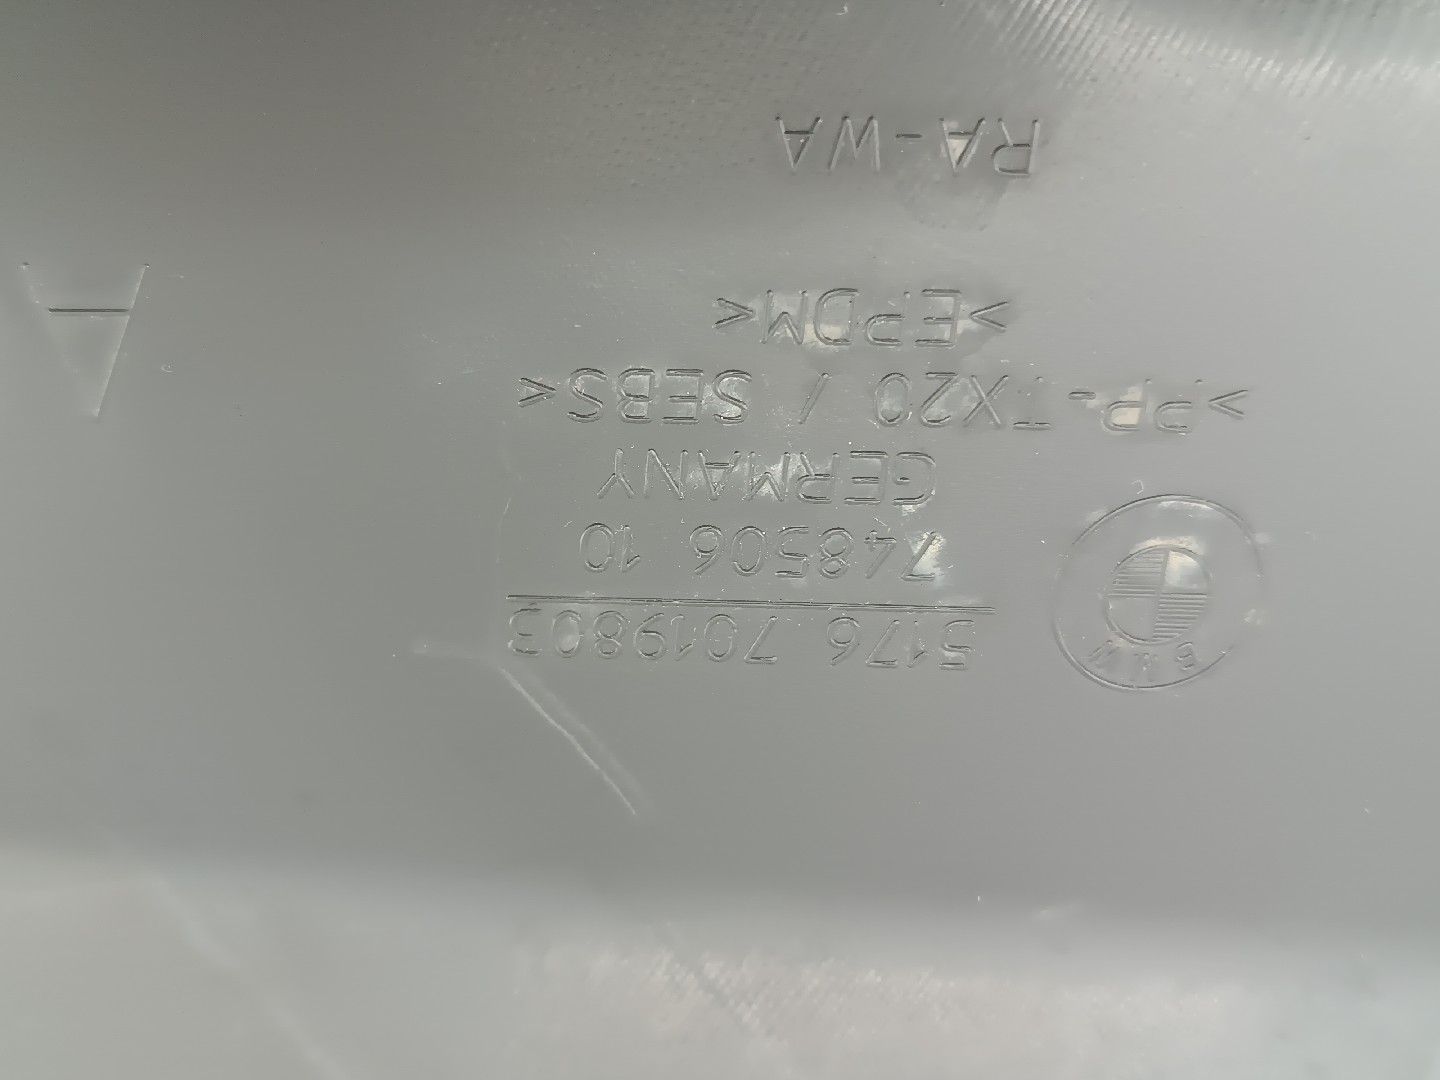 BMW
5176 7019803
748506 10
GERMANY
>PP-TX20 / SEBS<
>EPDM<
RA-WA
A